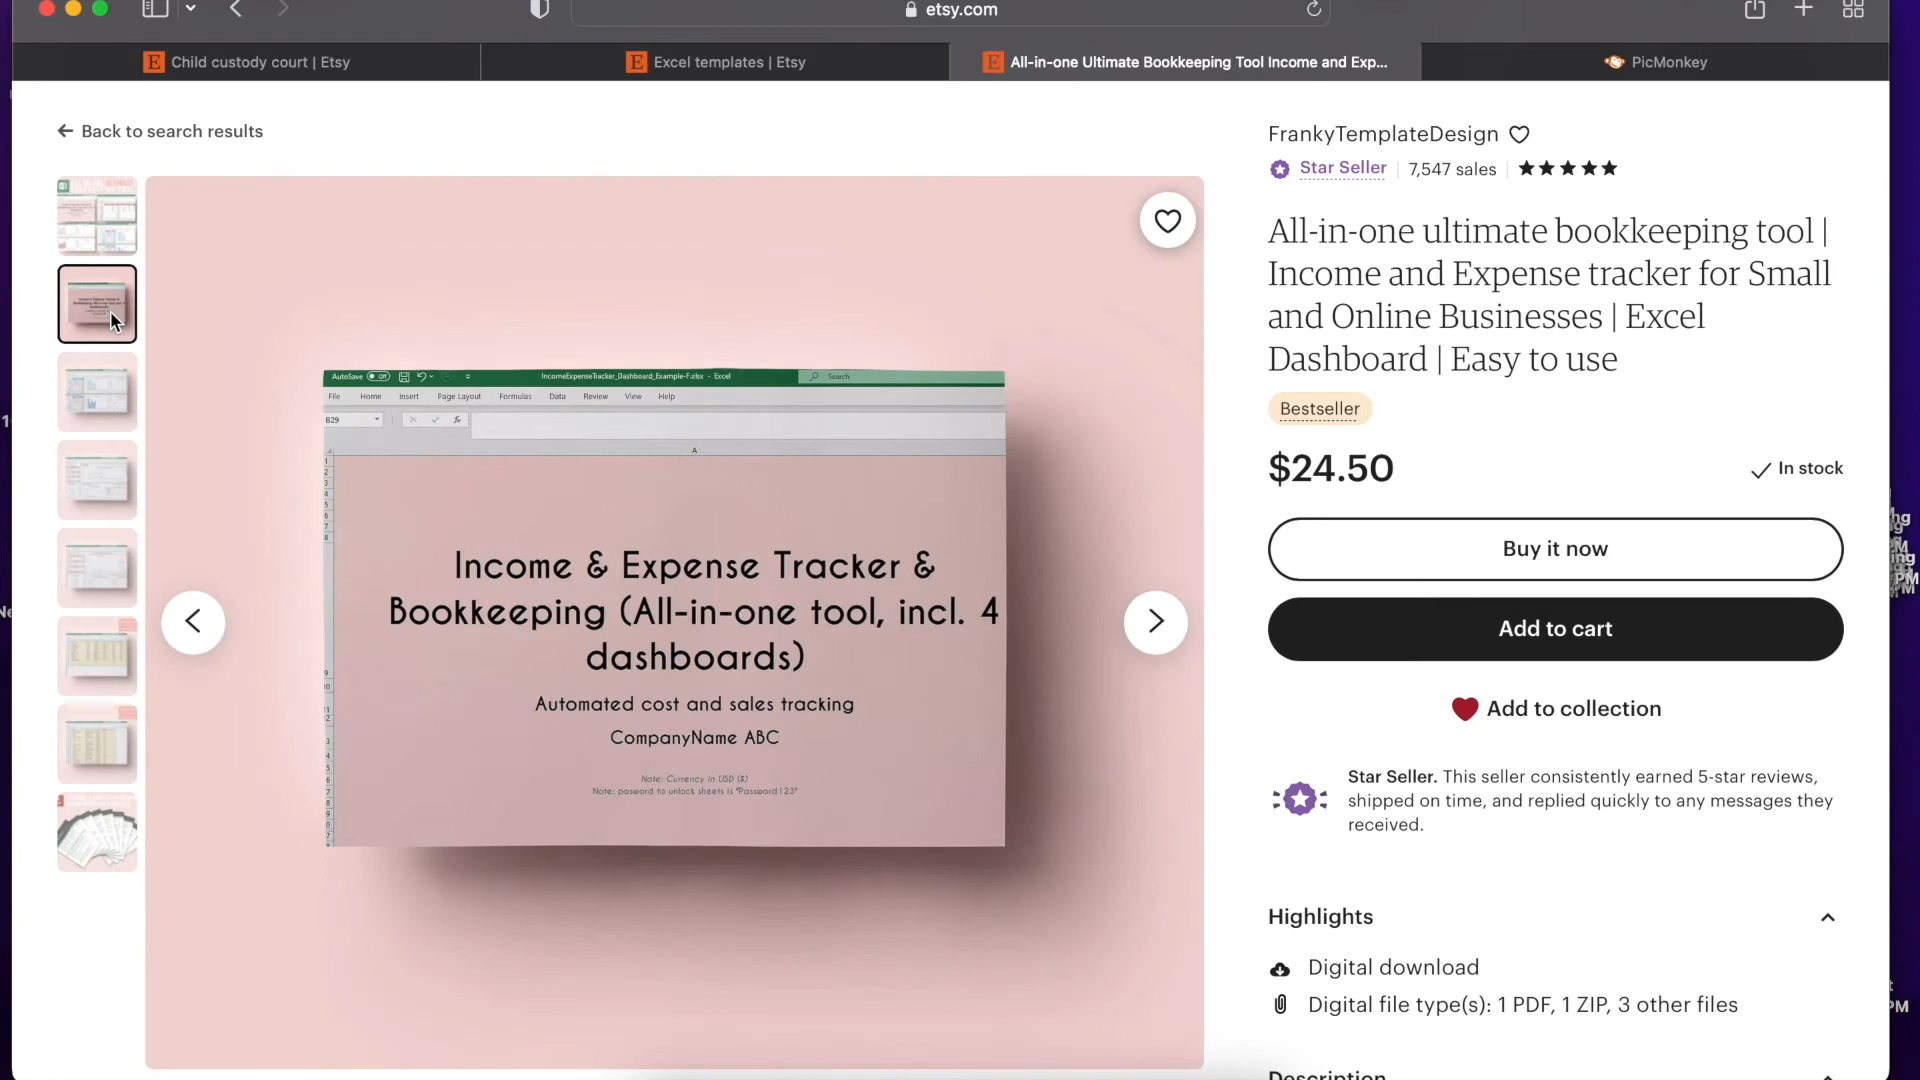 etsy.com
Child custody court | Etsy
Excel templates | Etsy
All-in-one Ultimate Bookkeeping Tool Income and Exp...
PicMonkey
Back to search results
FrankyTemplateDesign
Star Seller
7,547 sales
All-in-one ultimate bookkeeping tool |
Income and Expense tracker for Small
and Online Businesses | Excel
Dashboard | Easy to use
Bestseller
$24.50
In stock
Buy it now
Add to cart
Add to collection
Star Seller. This seller consistently earned 5-star reviews,
shipped on time, and replied quickly to any messages they
received.
Highlights
Digital download
Digital file type(s): 1 PDF, 1 ZIP, 3 other files
AutoSave Off
IncomeExpenseTracker_Dashboard_Example-F.xlsx - Excel
Search
File Home Insert Page Layout Formulas Data Review View Help
B29
A
Income & Expense Tracker &
Bookkeeping (All-in-one tool, incl. 4
dashboards)
Automated cost and sales tracking
CompanyName ABC
Note: Currency in USD ($)
Note: pasword to unlock sheets is "Password123"